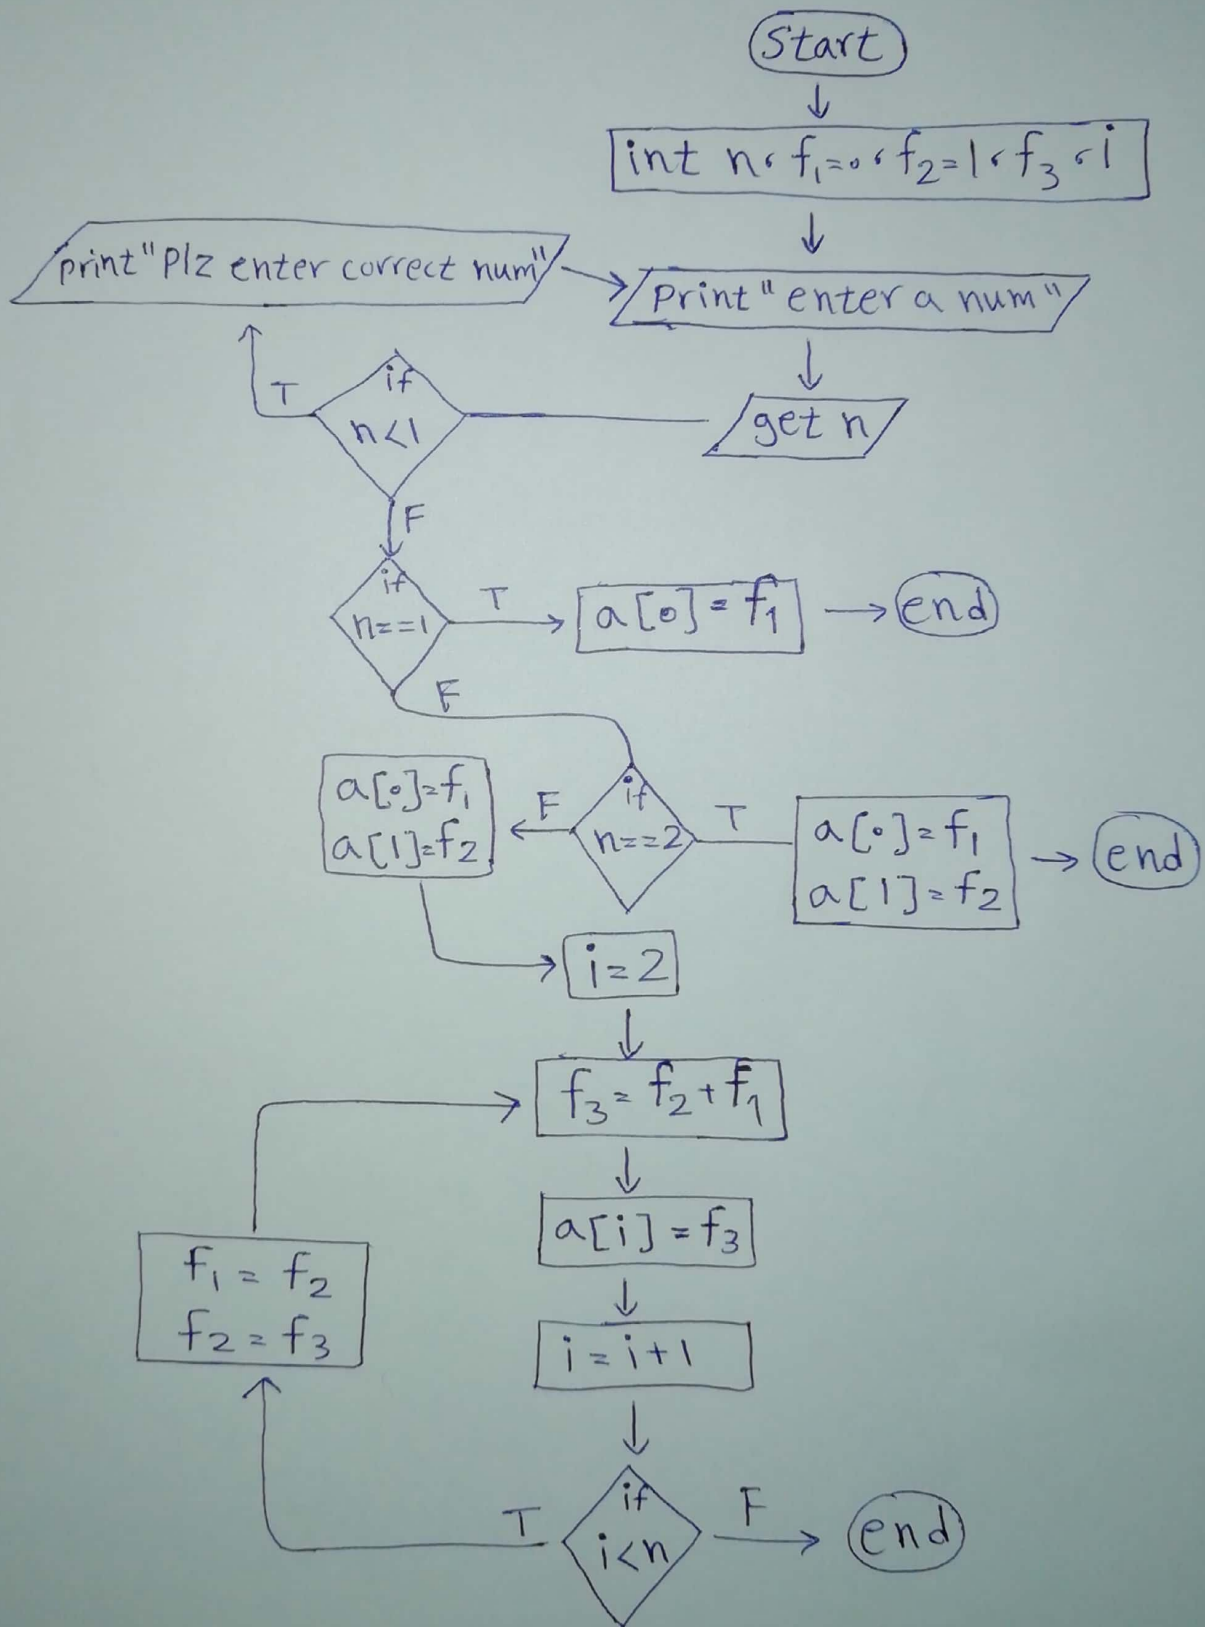 Start
int n، f₁=0، f₂=1، f₃، i
print "Plz enter correct num"
Print "enter a num"
get n
if
n<1
T
F
if
n==1
T
a[0]=f₁
end
F
if
n==2
F
a[0]=f₁
a[1]=f₂
T
a[0]=f₁
a[1]=f₂
end
i=2
f₃=f₂+f₁
a[i]=f₃
i=i+1
if
i<n
T
f₁=f₂
f₂=f₃
F
end